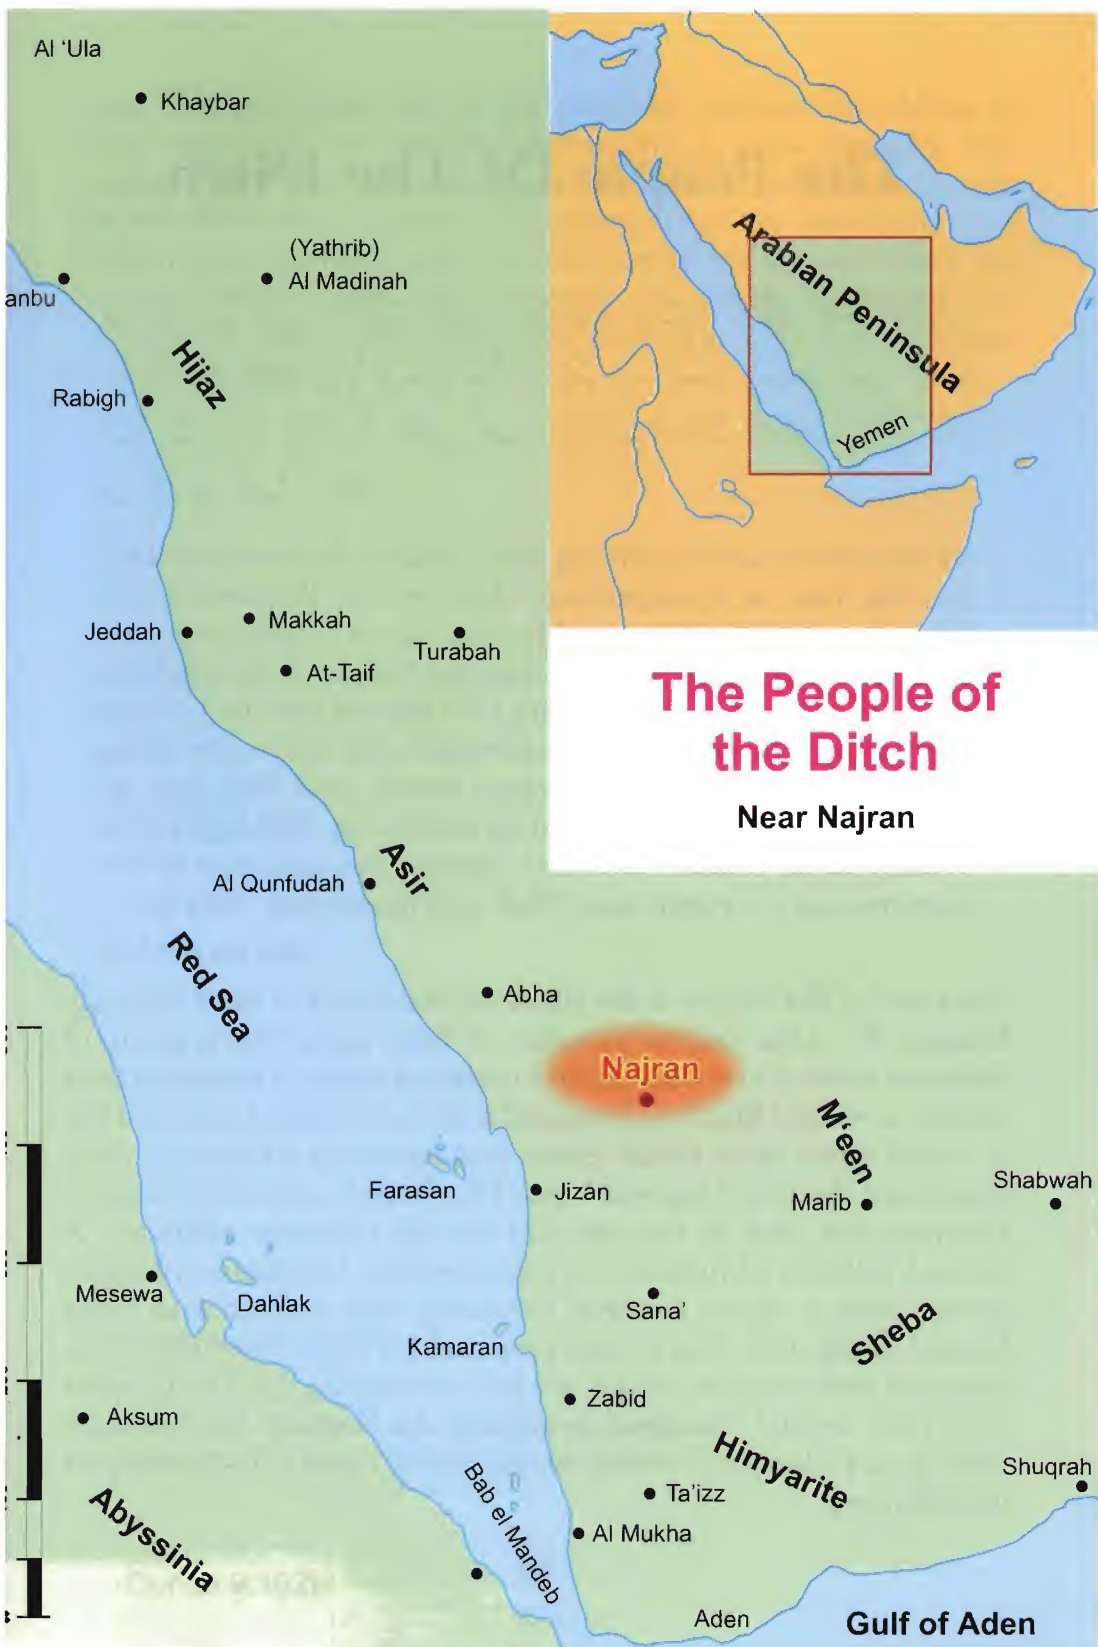 Al ‘Ula
Khaybar
(Yathrib)
Al Madinah
anbu
Hijaz
Rabigh
Arabian Peninsula
Yemen
Jeddah
Makkah
Turabah
At-Taif
The People of
the Ditch
Near Najran
Asir
Al Qunfudah
Red Sea
Abha
Najran
M‘een
Farasan
Jizan
Marib
Shabwah
Mesewa
Dahlak
Sana’
Sheba
Kamaran
Zabid
Aksum
Himyarite
Shuqrah
Bab el Mandeb
Ta’izz
Abyssinia
Al Mukha
Aden
Gulf of Aden